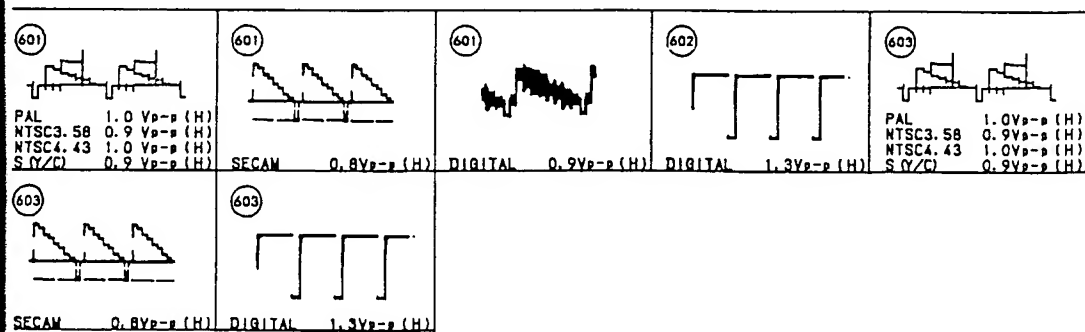 601
PAL 1.0 Vp-p (H)
NTSC3.58 0.9 Vp-p (H)
NTSC4.43 1.0 Vp-p (H)
S (Y/C) 0.9 Vp-p (H)
601
SECAM 0.8Vp-p (H)
601
DIGITAL 0.9Vp-p (H)
602
DIGITAL 1.3Vp-p (H)
603
PAL 1.0Vp-p (H)
NTSC3.58 0.9Vp-p (H)
NTSC4.43 1.0Vp-p (H)
S (Y/C) 0.9Vp-p (H)
603
SECAM 0.8Vp-p (H)
603
DIGITAL 1.3Vp-p (H)